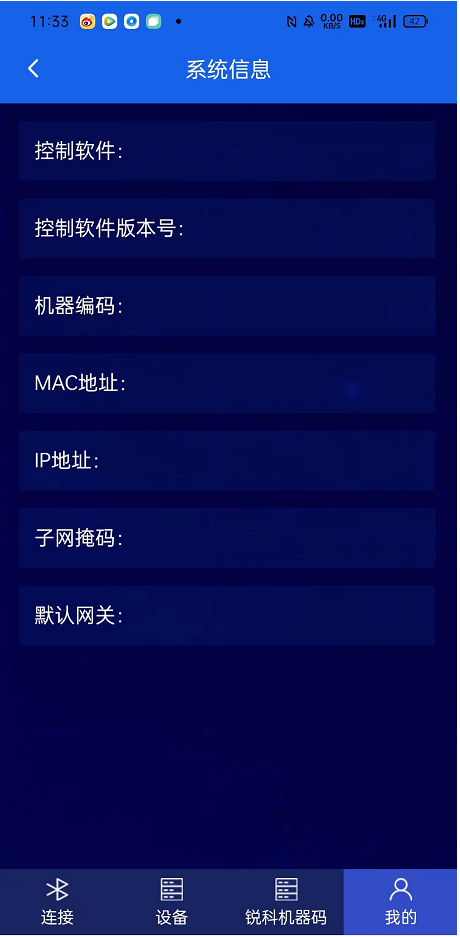 11:33
0.00
KB/S
HD
4G
42
系统信息
控制软件:
控制软件版本号:
机器编码:
MAC地址:
IP地址:
子网掩码:
默认网关:
连接
设备
锐科机器码
我的